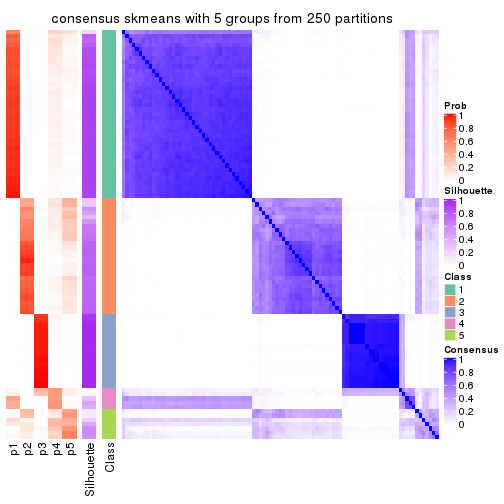 consensus skmeans with 5 groups from 250 partitions
Prob
1
0.8
0.6
0.4
0.2
0
Silhouette
1
0.8
0.6
0.4
0.2
0
Class
1
2
3
4
5
Consensus
1
0.8
0.6
0.4
0.2
0
p1
p2
p3
p4
p5
Silhouette
Class